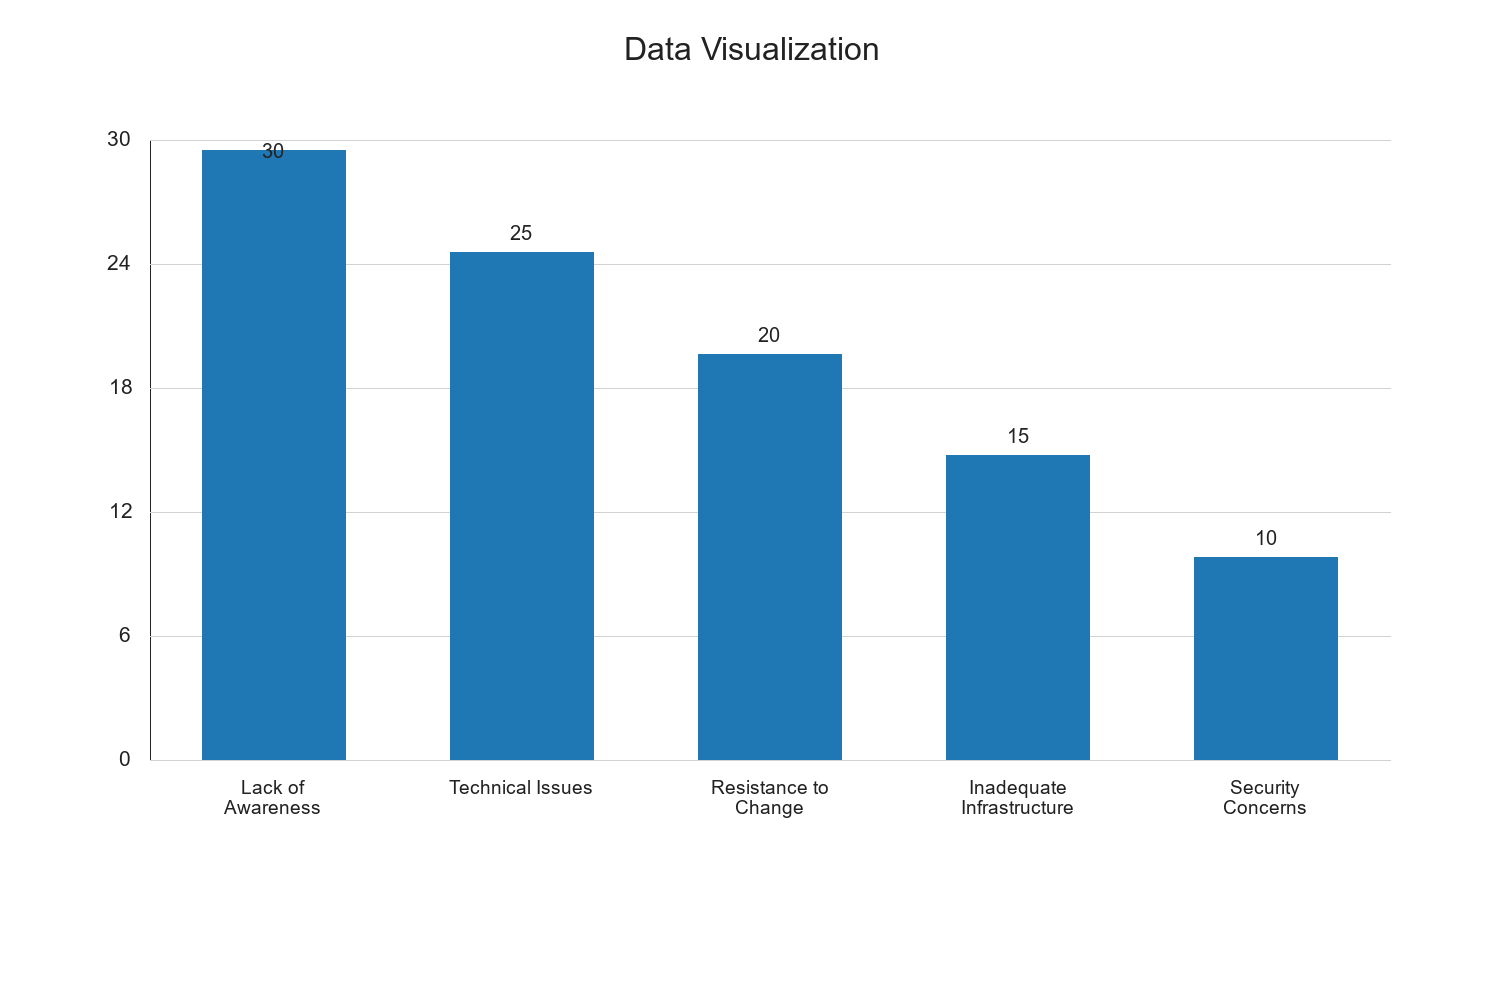 Data Visualization
30
24
18
12
6
0
30
25
20
15
10
Lack of
Awareness
Technical Issues
Resistance to
Change
Inadequate
Infrastructure
Security
Concerns